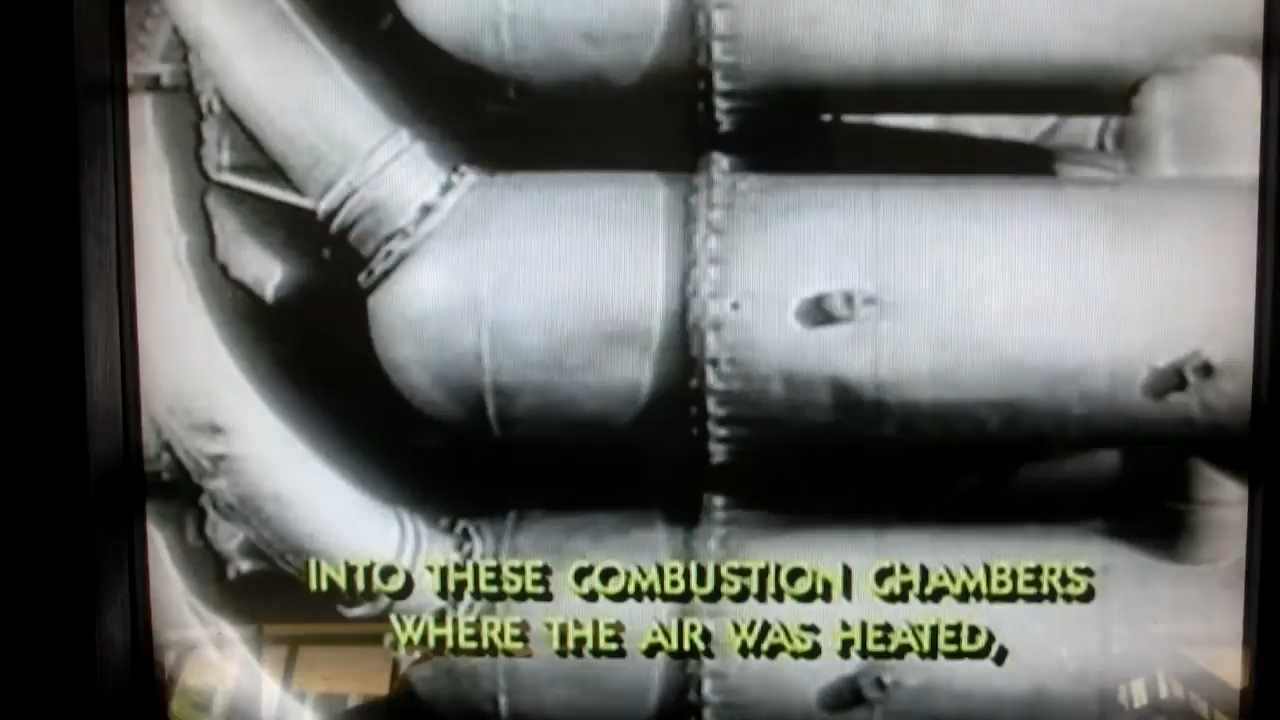 INTO THESE COMBUSTION CHAMBERS
WHERE THE AIR WAS HEATED,